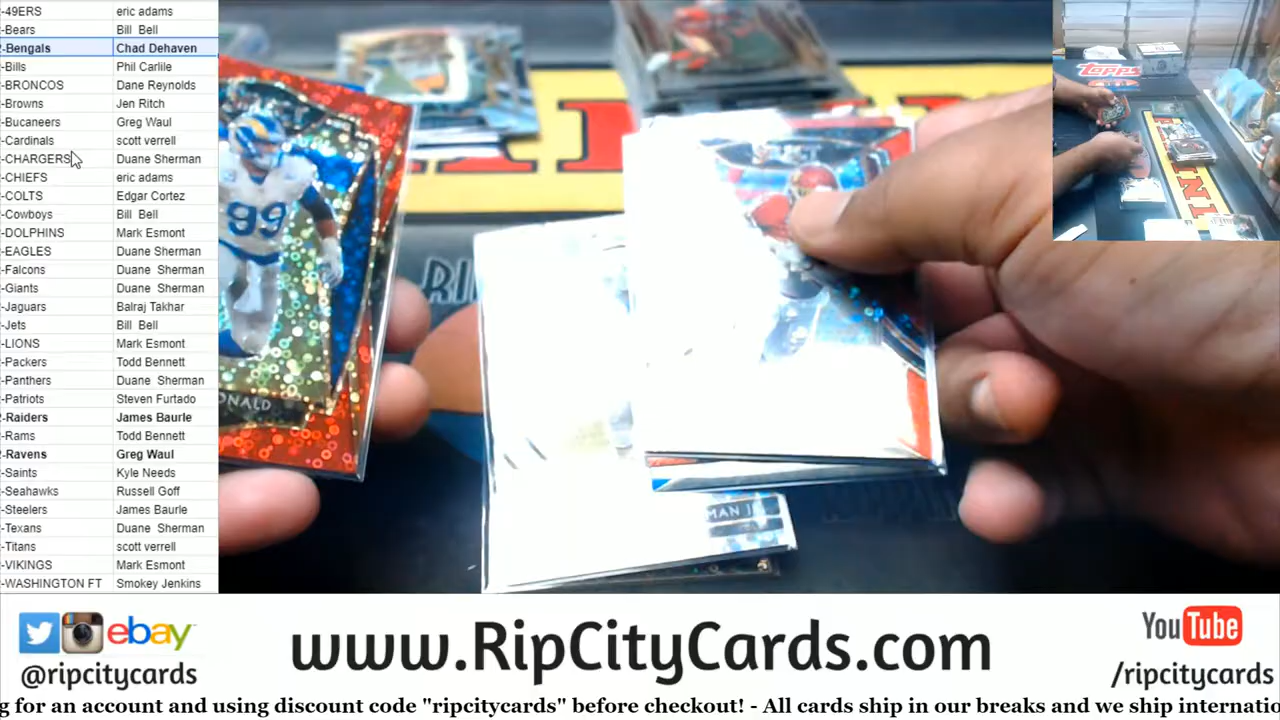 -49ERS eric adams
-Bears Bill Bell
-Bengals Chad Dehaven
-Bills Phil Carlile
-BRONCOS Dane Reynolds
-Browns Jen Ritch
-Bucaneers Greg Waul
-Cardinals scott verrell
-CHARGERS Duane Sherman
-CHIEFS eric adams
-COLTS Edgar Cortez
-Cowboys Bill Bell
-DOLPHINS Mark Esmont
-EAGLES Duane Sherman
-Falcons Duane Sherman
-Giants Duane Sherman
-Jaguars Balraj Takhar
-Jets Bill Bell
-LIONS Mark Esmont
-Packers Todd Bennett
-Panthers Duane Sherman
-Patriots Steven Furtado
-Raiders James Baurle
-Rams Todd Bennett
-Ravens Greg Waul
-Saints Kyle Needs
-Seahawks Russell Goff
-Steelers James Baurle
-Texans Duane Sherman
-Titans scott verrell
-VIKINGS Mark Esmont
-WASHINGTON FT Smokey Jenkins
99
ONALD
MAN
Topps
ebay
@ripcitycards
www.RipCityCards.com
YouTube
/ripcitycards
g for an account and using discount code "ripcitycards" before checkout! - All cards ship in our breaks and we ship internatio